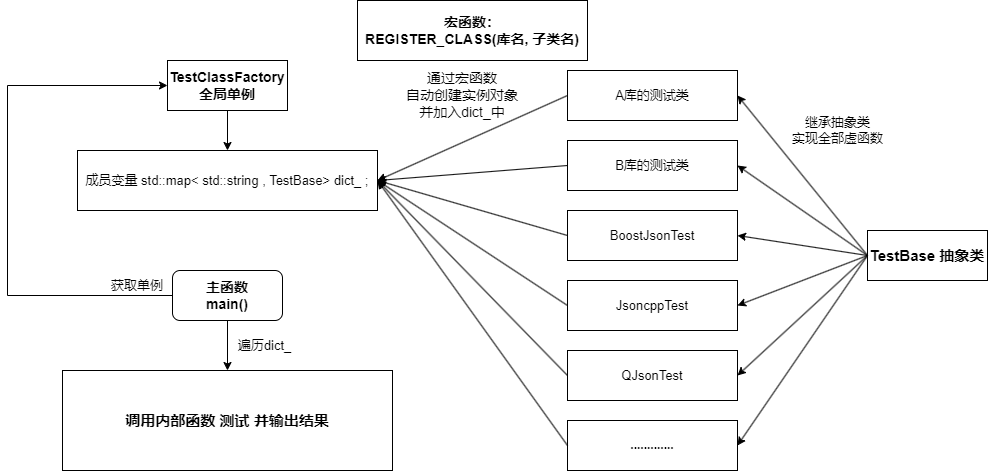 宏函数：
REGISTER_CLASS(库名, 子类名)
TestClassFactory
全局单例
通过宏函数
自动创建实例对象
并加入dict_中
A库的测试类
继承抽象类
实现全部虚函数
成员变量 std::map< std::string , TestBase> dict_ ;
B库的测试类
BoostJsonTest
TestBase 抽象类
获取单例
主函数
main()
JsoncppTest
遍历dict_
QJsonTest
调用内部函数 测试 并输出结果
.............